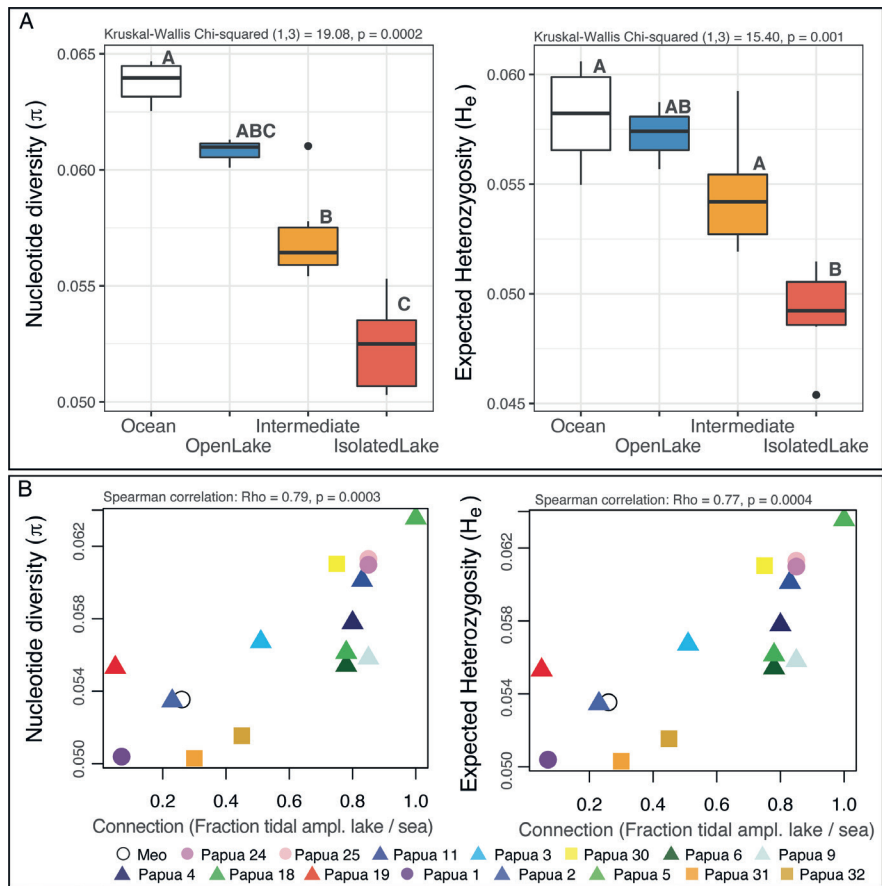 A
Kruskal-Wallis Chi-squared (1,3) = 19.08, p = 0.0002
Nucleotide diversity (π)
0.065
0.060
0.055
0.050
A
ABC
B
C
Ocean
OpenLake
Intermediate
IsolatedLake
Kruskal-Wallis Chi-squared (1,3) = 15.40, p = 0.001
Expected Heterozygosity (He)
0.060
0.055
0.050
0.045
A
AB
A
B
Ocean
OpenLake
Intermediate
IsolatedLake
B
Spearman correlation: Rho = 0.79, p = 0.0003
Nucleotide diversity (π)
0.062
0.058
0.054
0.050
0.2 0.4 0.6 0.8 1.0
Connection (Fraction tidal ampl. lake / sea)
Spearman correlation: Rho = 0.77, p = 0.0004
Expected Heterozygosity (He)
0.062
0.058
0.054
0.050
0.2 0.4 0.6 0.8 1.0
Connection (Fraction tidal ampl. lake / sea)
Meo Papua 24 Papua 25 Papua 11 Papua 3 Papua 30 Papua 6 Papua 9
Papua 4 Papua 18 Papua 19 Papua 1 Papua 2 Papua 5 Papua 31 Papua 32